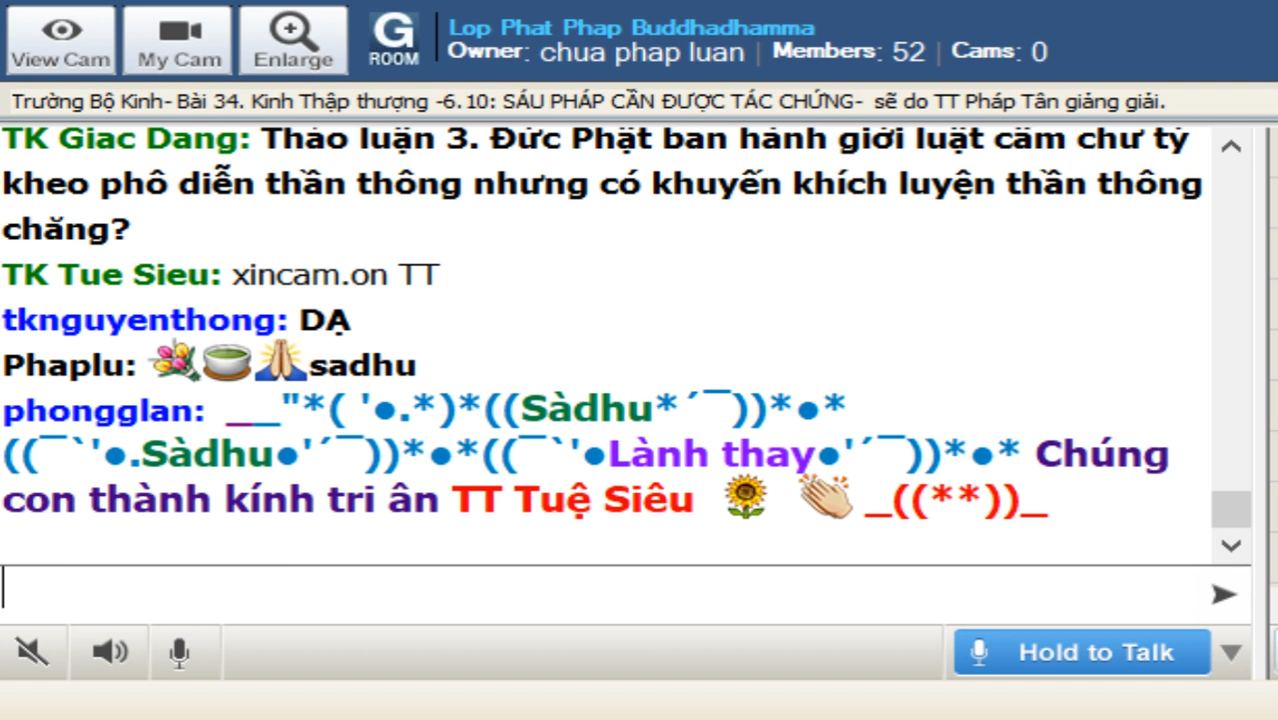 View Cam
My Cam
Enlarge
G
ROOM
Lop Phat Phap Buddhadhamma
Owner: chua phap luan | Members: 52 | Cams: 0
Trường Bộ Kinh- Bài 34. Kinh Thập thượng -6.10: SÁU PHÁP CẦN ĐƯỢC TÁC CHỨNG- sẽ do TT Pháp Tân giảng giải.
TK Giac Dang: Thảo luận 3. Đức Phật ban hành giới luật cấm chư tỳ
kheo phô diễn thần thông nhưng có khuyến khích luyện thần thông
chăng?
TK Tue Sieu: xincam.on TT
tknguyenthong: DẠ
Phaplu: 💐🍵🙏sadhu
phongglan: __"*( '●.*)*((Sàdhu*´¯))*●*
((¯`'●.Sàdhu●'´¯))*●*((¯`'●Lành thay●'´¯))*●* Chúng
con thành kính tri ân TT Tuệ Siêu 🌻 👏 _((**))_
Hold to Talk